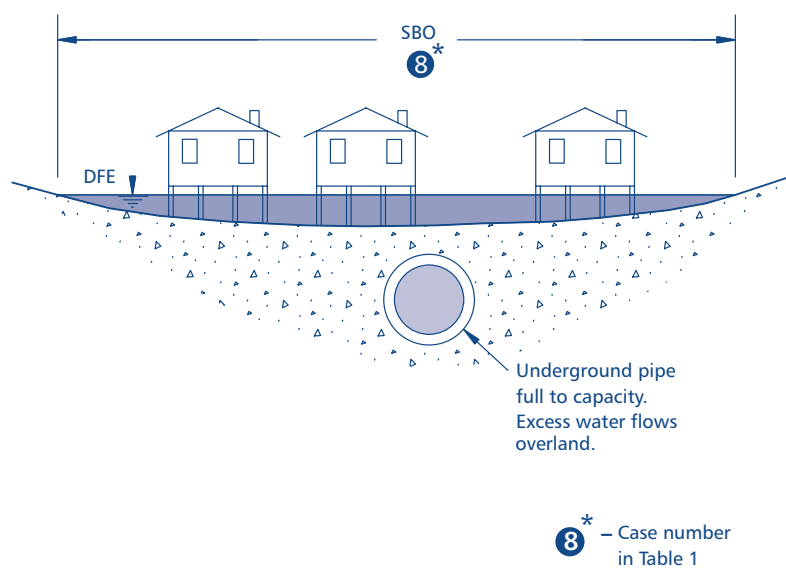 SBO
8*
DFE
Underground pipe
full to capacity.
Excess water flows
overland.
8* – Case number
in Table 1